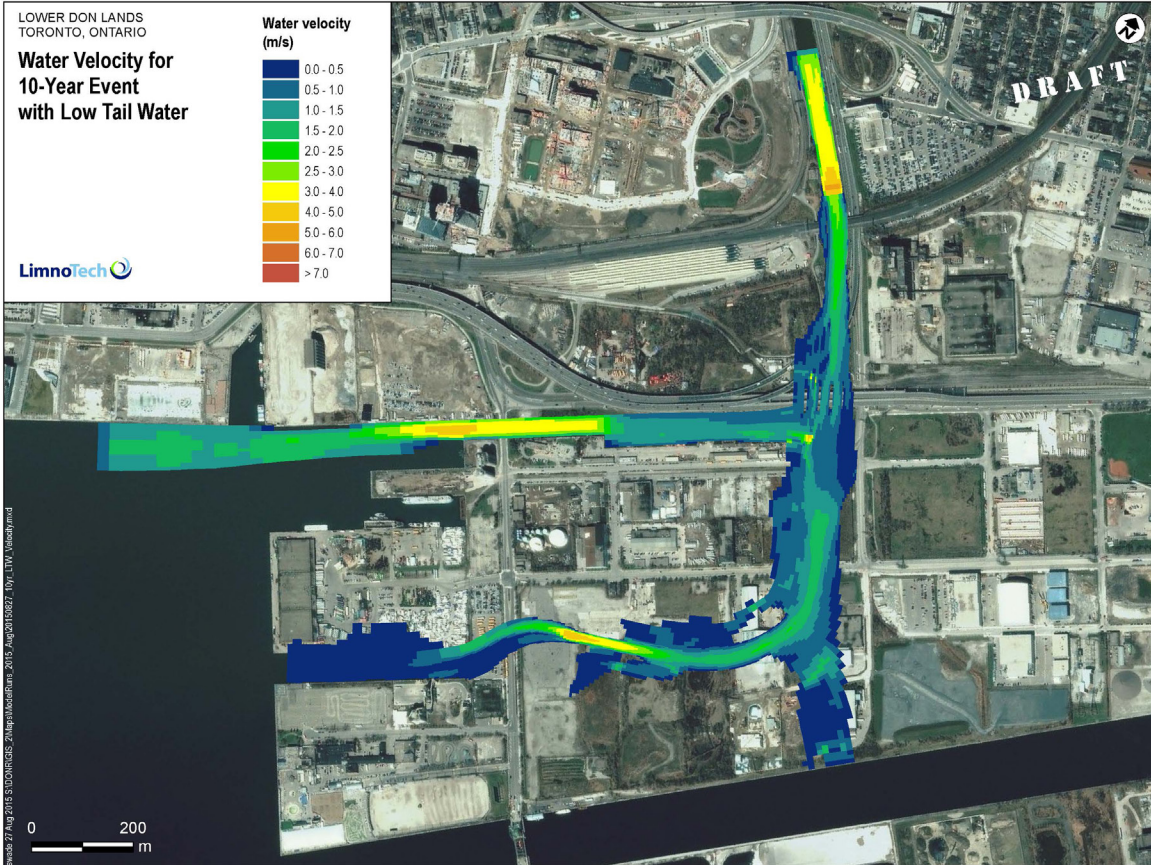 LOWER DON LANDS
TORONTO, ONTARIO
Water Velocity for
10-Year Event
with Low Tail Water
LimnoTech
Water velocity
(m/s)
0.0 - 0.5
0.5 - 1.0
1.0 - 1.5
1.5 - 2.0
2.0 - 2.5
2.5 - 3.0
3.0 - 4.0
4.0 - 5.0
5.0 - 6.0
6.0 - 7.0
> 7.0
N
DRAFT
0 200
m